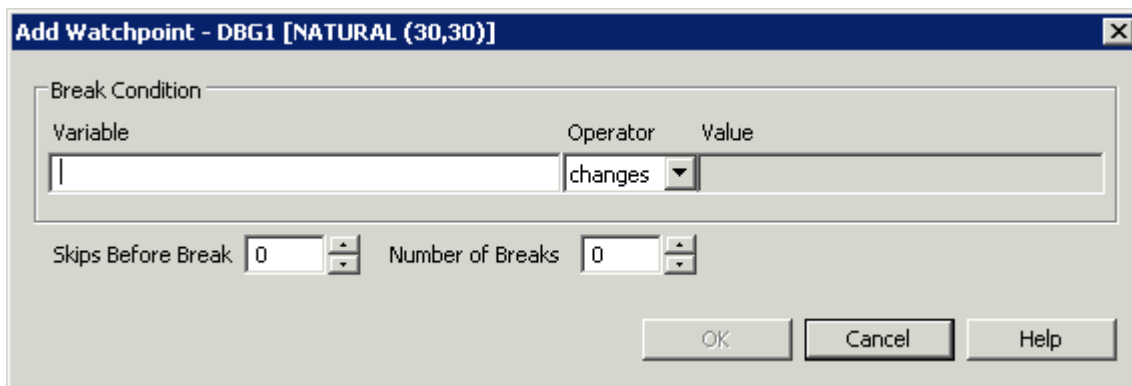 Add Watchpoint - DBG1 [NATURAL (30,30)]
Break Condition
Variable Operator Value
changes
Skips Before Break 0 Number of Breaks 0
OK Cancel Help